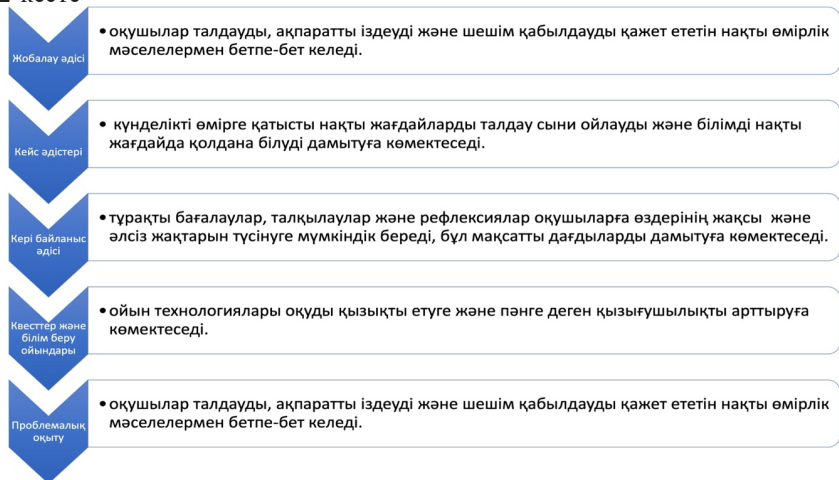 2-кесте
Жобалау әдісі
• оқушылар талдауды, ақпаратты іздеуді және шешім қабылдауды қажет ететін нақты өмірлік
мәселелермен бетпе-бет келеді.
Кейс әдістері
• күнделікті өмірге қатысты нақты жағдайларды талдау сыни ойлауды және білімді нақты
жағдайда қолдана білуді дамытуға көмектеседі.
Кері байланыс
әдісі
• тұрақты бағалаулар, талқылаулар және рефлексиялар оқушыларға өздерінің жақсы және
әлсіз жақтарын түсінуге мүмкіндік береді, бұл мақсатты дағдыларды дамытуға көмектеседі.
Квесттер және
білім беру
ойындары
• ойын технологиялары оқуды қызықты етуге және пәнге деген қызығушылықты арттыруға
көмектеседі.
Проблемалық
оқыту
• оқушылар талдауды, ақпаратты іздеуді және шешім қабылдауды қажет ететін нақты өмірлік
мәселелермен бетпе-бет келеді.